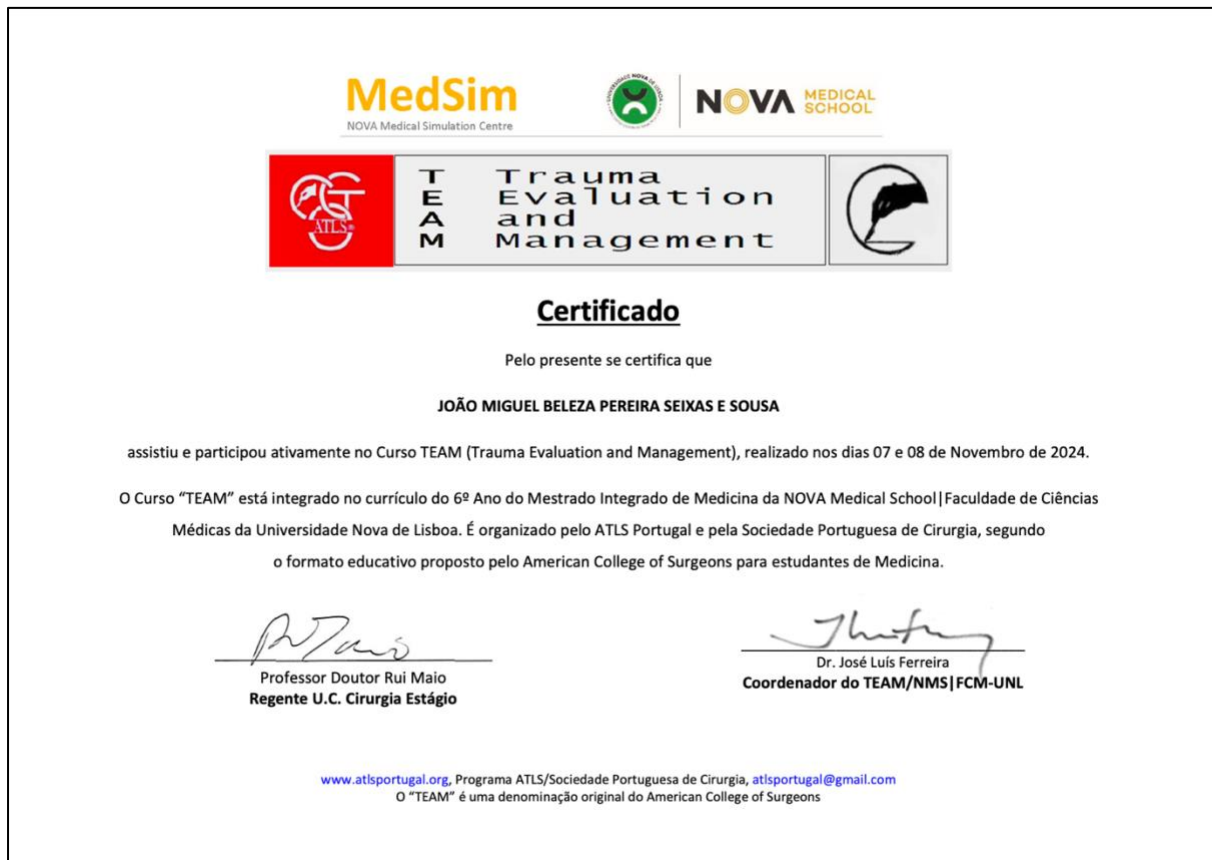 MedSim
NOVA Medical Simulation Centre
UNIVERSIDADE NOVA DE LISBOA
NOVA MEDICAL SCHOOL
ATLS®
TEAM
Trauma
Evaluation
and
Management
Certificado
Pelo presente se certifica que
JOÃO MIGUEL BELEZA PEREIRA SEIXAS E SOUSA
assistiu e participou ativamente no Curso TEAM (Trauma Evaluation and Management), realizado nos dias 07 e 08 de Novembro de 2024.
O Curso “TEAM” está integrado no currículo do 6º Ano do Mestrado Integrado de Medicina da NOVA Medical School|Faculdade de Ciências
Médicas da Universidade Nova de Lisboa. É organizado pelo ATLS Portugal e pela Sociedade Portuguesa de Cirurgia, segundo
o formato educativo proposto pelo American College of Surgeons para estudantes de Medicina.
Professor Doutor Rui Maio
Regente U.C. Cirurgia Estágio
Dr. José Luís Ferreira
Coordenador do TEAM/NMS|FCM-UNL
www.atlsportugal.org, Programa ATLS/Sociedade Portuguesa de Cirurgia, atlsportugal@gmail.com
O “TEAM” é uma denominação original do American College of Surgeons